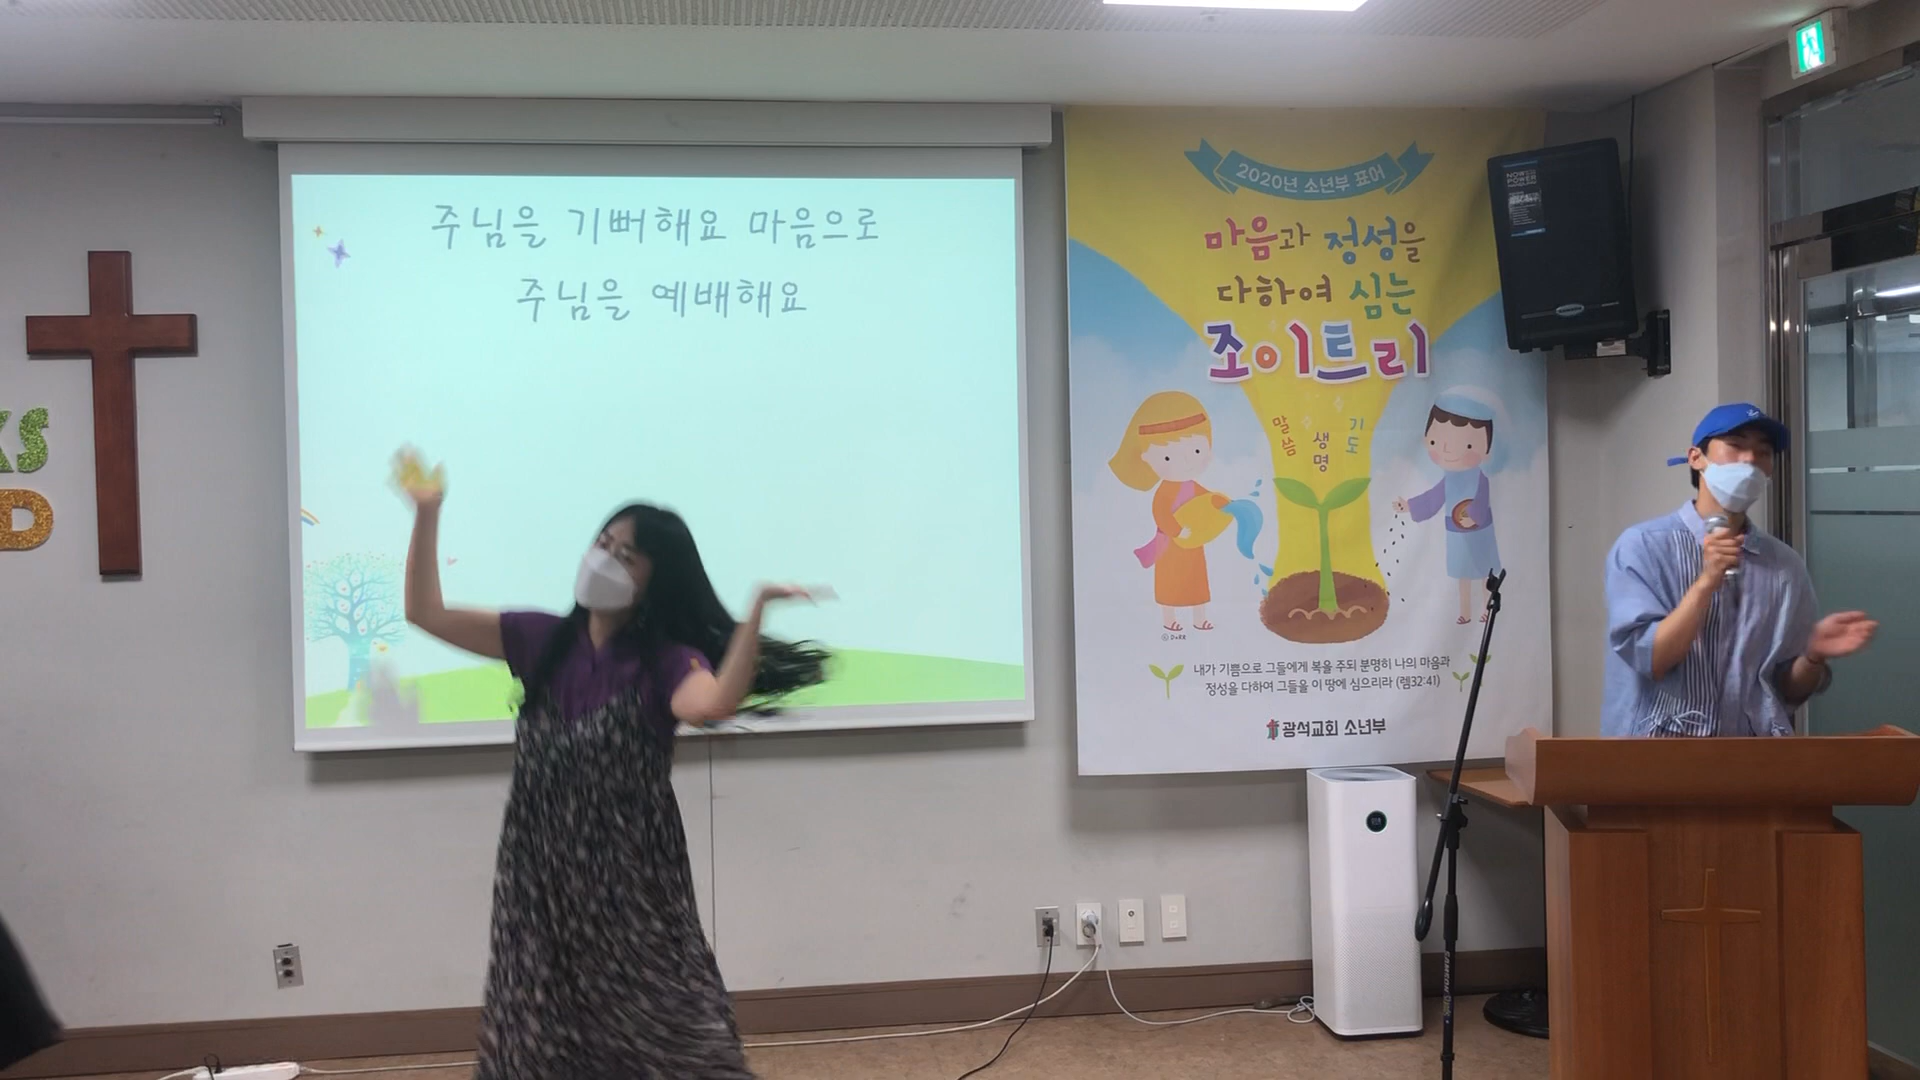 주님을 기뻐해요 마음으로
주님을 예배해요
2020년 소년부 표어
마음과 정성을
다하여 심는
조이트리
말씀 생명 기도
내가 기쁨으로 그들에게 복을 주되 분명히 나의 마음과
정성을 다하여 그들을 이 땅에 심으리라 (렘32:41)
광석교회 소년부
KS
D
SAMSON